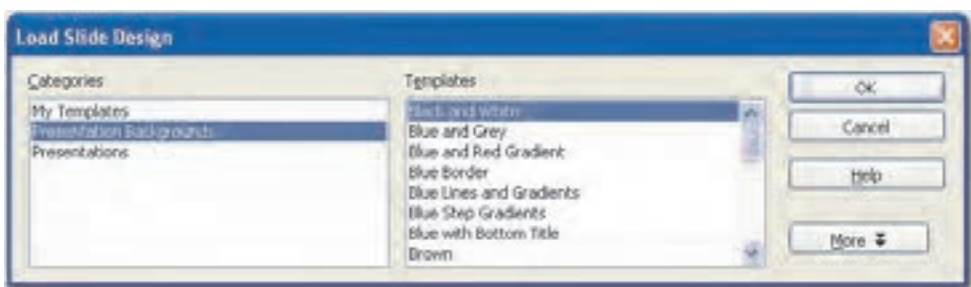 Load Slide Design
Categories
My Templates
Presentation Backgrounds
Presentations
Templates
Black and White
Blue and Grey
Blue and Red Gradient
Blue Border
Blue Lines and Gradients
Blue Step Gradients
Blue with Bottom Title
Brown
OK
Cancel
Help
More